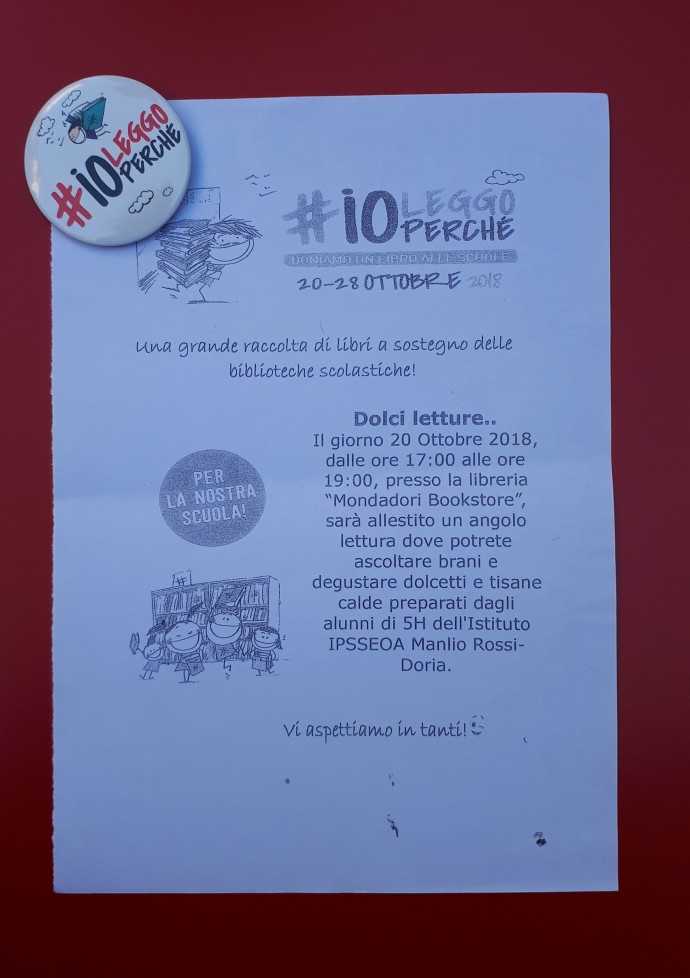 #iO LEGGO
PERCHÉ
#iO LEGGO
PERCHÉ
DONIAMO UN LIBRO ALLE SCUOLE
20-28 OTTOBRE 2018
Una grande raccolta di libri a sostegno delle
biblioteche scolastiche!
Dolci letture..
Il giorno 20 Ottobre 2018,
dalle ore 17:00 alle ore
19:00, presso la libreria
“Mondadori Bookstore”,
sarà allestito un angolo
lettura dove potrete
ascoltare brani e
degustare dolcetti e tisane
calde preparati dagli
alunni di 5H dell'Istituto
IPSSEOA Manlio Rossi-
Doria.
PER
LA NOSTRA
SCUOLA!
#
Vi aspettiamo in tanti!